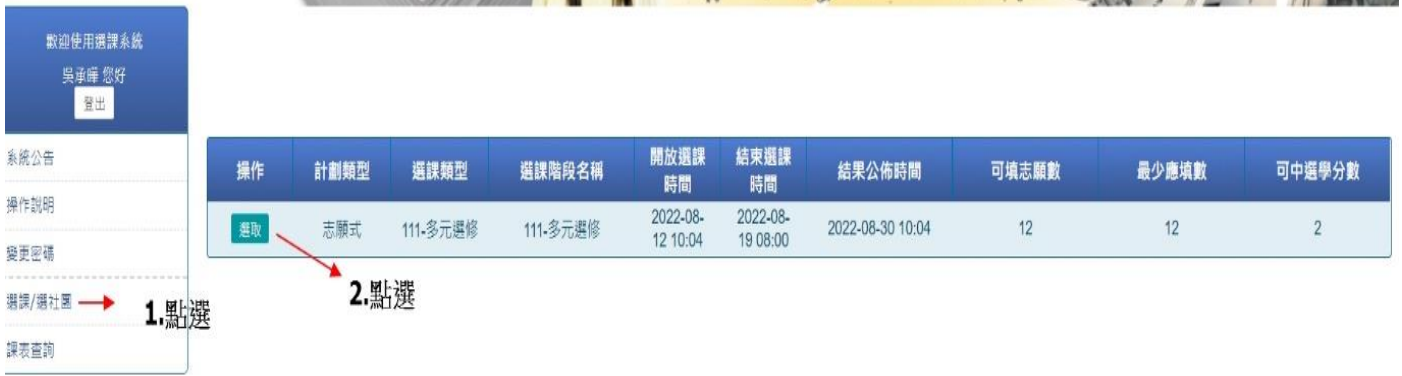 歡迎使用選課系統
吳承曄 您好
登出
系統公告
操作說明
變更密碼
選課/選社團
課表查詢
1.點選
操作 計劃類型 選課類型 選課階段名稱 開放選課時間 結束選課時間 結果公佈時間 可填志願數 最少應填數 可中選學分數
選取 志願式 111-多元選修 111-多元選修 2022-08-12 10:04 2022-08-19 08:00 2022-08-30 10:04 12 12 2
2.點選